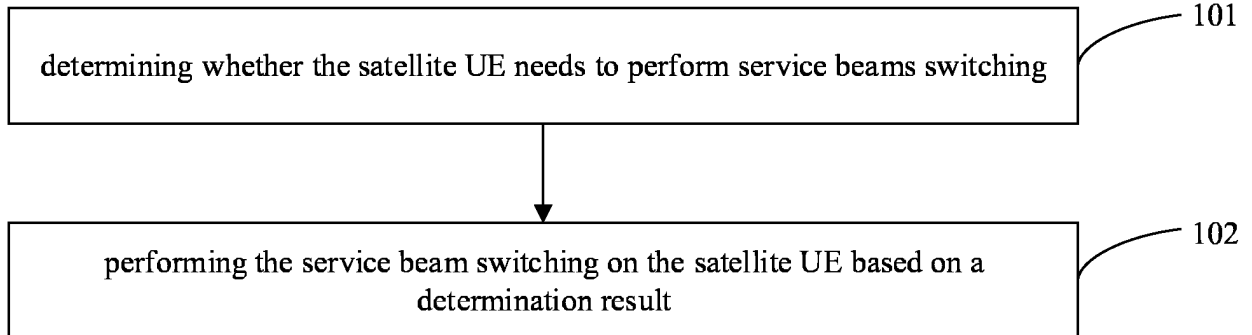 101
determining whether the satellite UE needs to perform service beams switching
102
performing the service beam switching on the satellite UE based on a
determination result